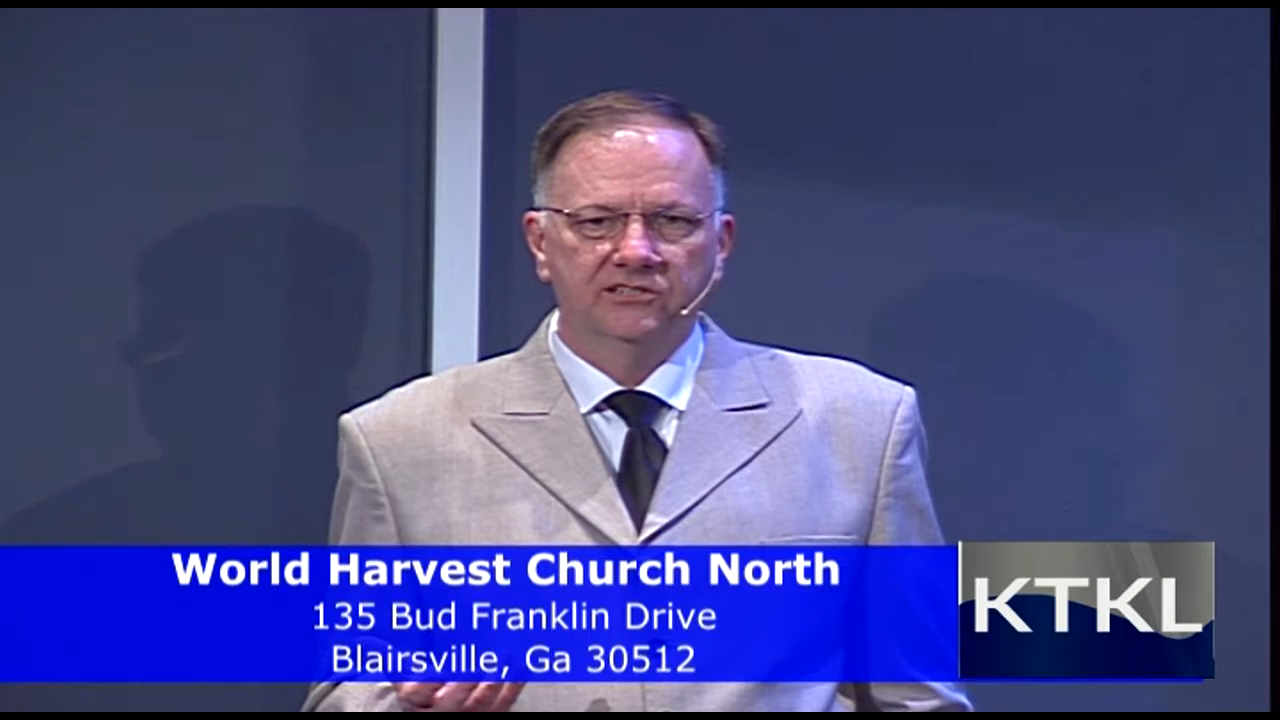 World Harvest Church North
135 Bud Franklin Drive
Blairsville, Ga 30512
KTKL